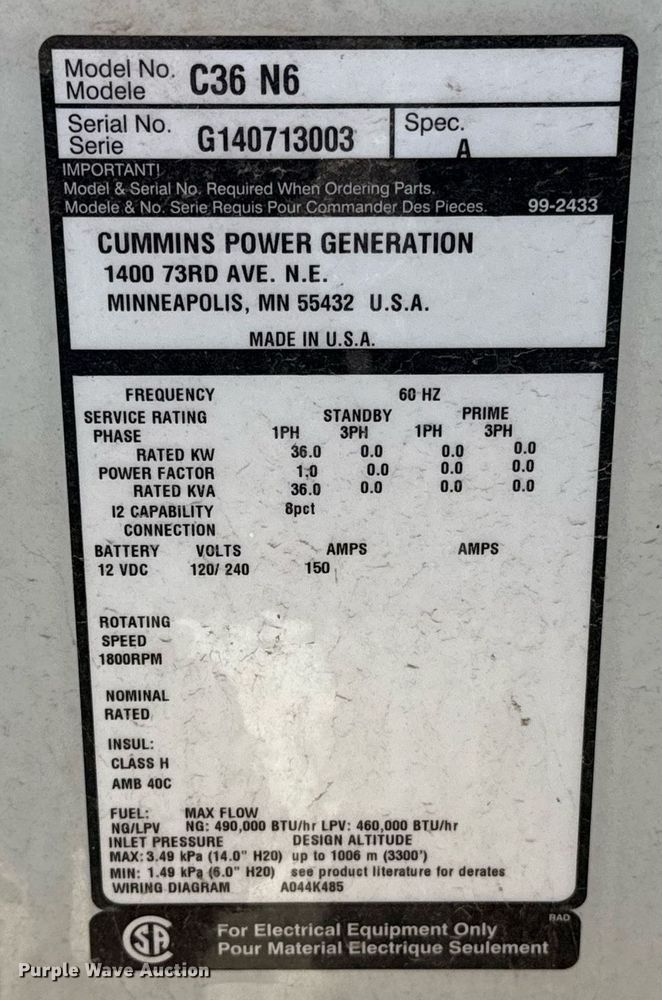 Model No. C36 N6
Modele
Serial No. G140713003 Spec. A
Serie
IMPORTANT!
Model & Serial No. Required When Ordering Parts.
Modele & No. Serie Requis Pour Commander Des Pieces. 99-2433
CUMMINS POWER GENERATION
1400 73RD AVE. N.E.
MINNEAPOLIS, MN 55432 U.S.A.
MADE IN U.S.A.
FREQUENCY 60 HZ
SERVICE RATING STANDBY PRIME
PHASE 1PH 3PH 1PH 3PH
RATED KW 36.0 0.0 0.0 0.0
POWER FACTOR 1.0 0.0 0.0 0.0
RATED KVA 36.0 0.0 0.0 0.0
I2 CAPABILITY 8pct
CONNECTION
BATTERY VOLTS AMPS AMPS
12 VDC 120/ 240 150
ROTATING
SPEED
1800RPM
NOMINAL
RATED
INSUL:
CLASS H
AMB 40C
FUEL: MAX FLOW
NG/LPV NG: 490,000 BTU/hr LPV: 460,000 BTU/hr
INLET PRESSURE DESIGN ALTITUDE
MAX: 3.49 kPa (14.0" H20) up to 1006 m (3300')
MIN: 1.49 kPa (6.0" H20) see product literature for derates
WIRING DIAGRAM A044K485
RAD
SA For Electrical Equipment Only
Pour Material Electrique Seulement
Purple Wave Auction